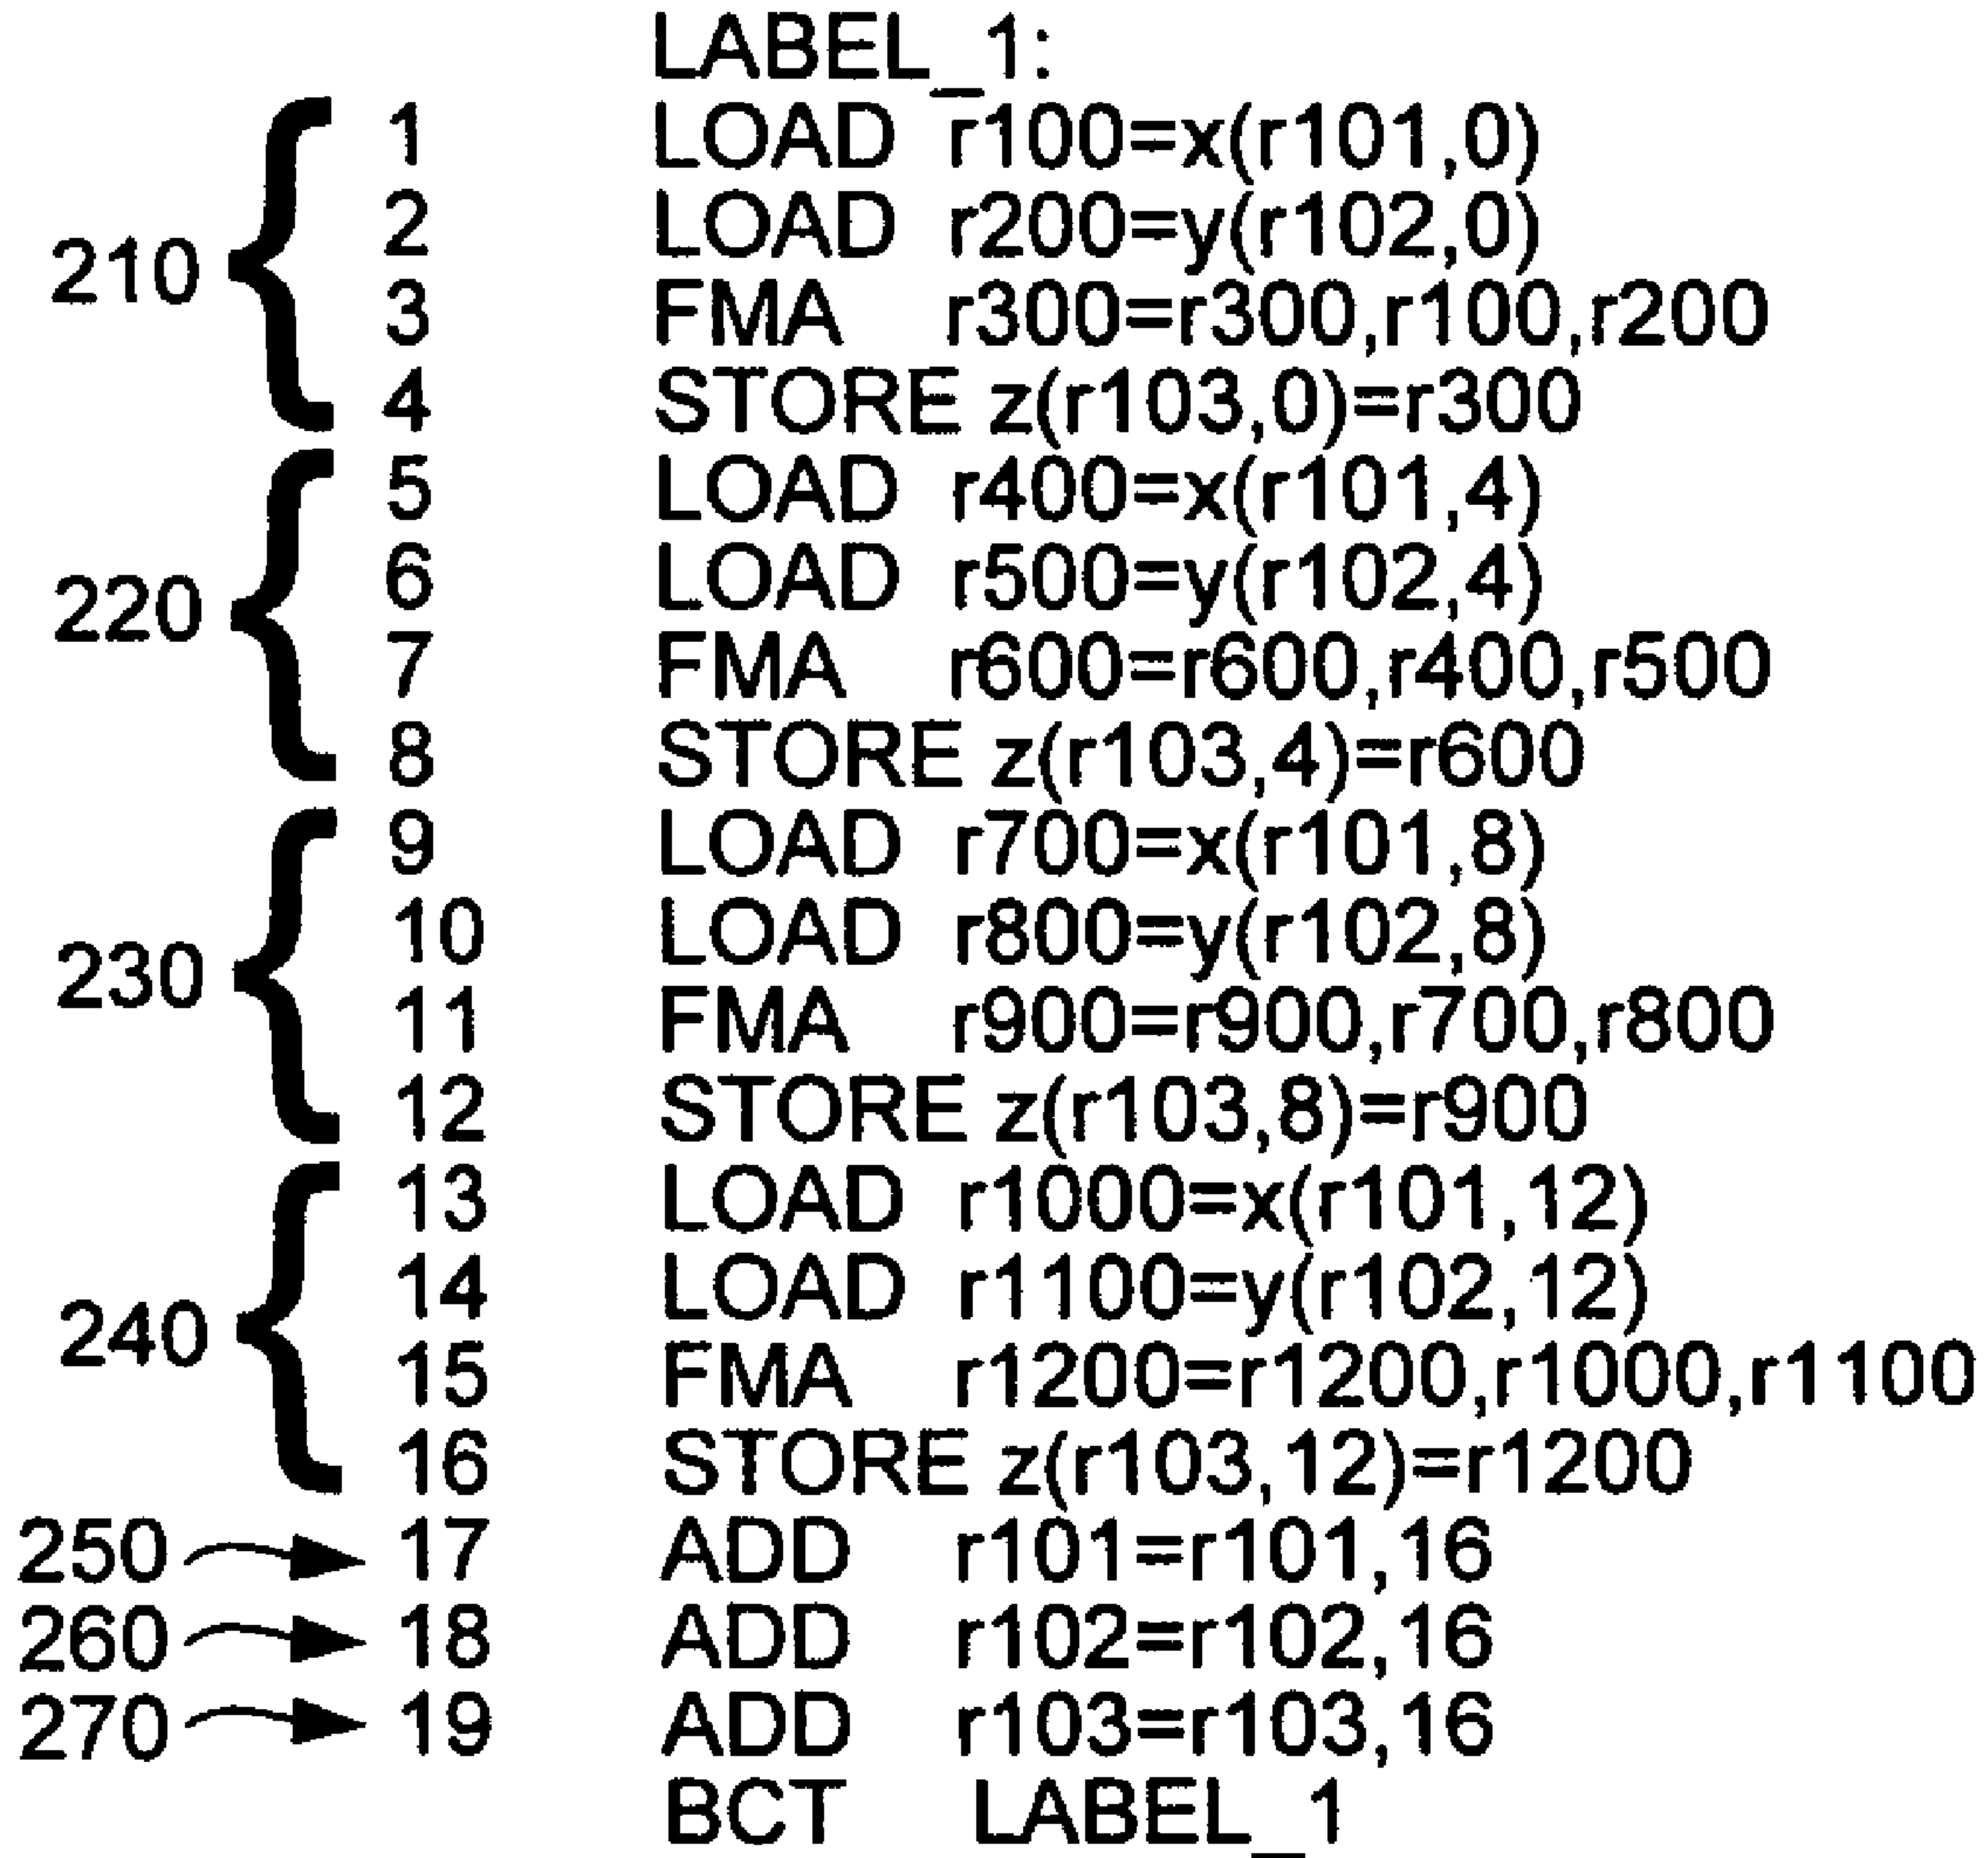 LABEL_1:
1 LOAD r100=x(r101,0)
2 LOAD r200=y(r102,0)
210 3 FMA r300=r300,r100,r200
4 STORE z(r103,0)=r300
5 LOAD r400=x(r101,4)
6 LOAD r500=y(r102,4)
220 7 FMA r600=r600,r400,r500
8 STORE z(r103,4)=r600
9 LOAD r700=x(r101,8)
10 LOAD r800=y(r102,8)
230 11 FMA r900=r900,r700,r800
12 STORE z(r103,8)=r900
13 LOAD r1000=x(r101,12)
14 LOAD r1100=y(r102,12)
240 15 FMA r1200=r1200,r1000,r1100
16 STORE z(r103,12)=r1200
250 17 ADD r101=r101,16
260 18 ADD r102=r102,16
270 19 ADD r103=r103,16
BCT LABEL_1